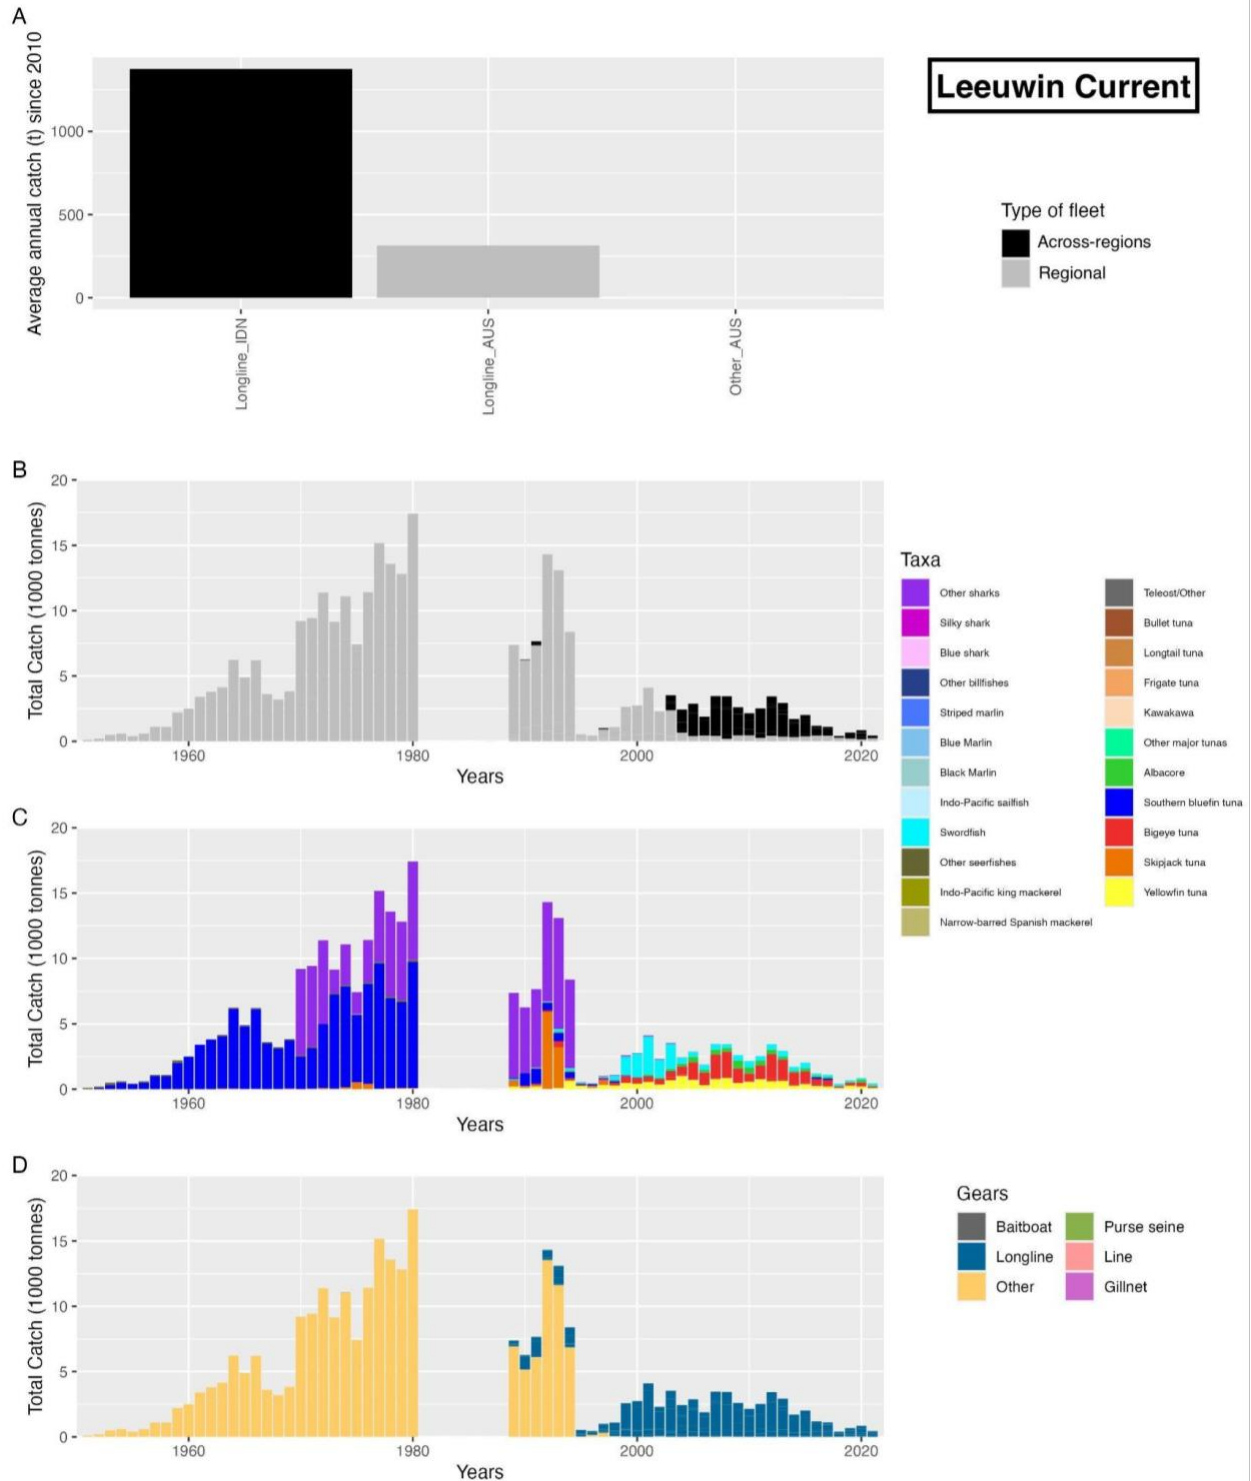 A
Average annual catch (t) since 2010
1000
500
0
Longline_IDN
Longline_AUS
Other_AUS
Leeuwin Current
Type of fleet
Across-regions
Regional
B
Total Catch (1000 tonnes)
20
15
10
5
0
1960
1980
2000
2020
Years
Taxa
Other sharks
Silky shark
Blue shark
Other billfishes
Striped marlin
Blue Marlin
Black Marlin
Indo-Pacific sailfish
Swordfish
Other seerfishes
Indo-Pacific king mackerel
Narrow-barred Spanish mackerel
Teleost/Other
Bullet tuna
Longtail tuna
Frigate tuna
Kawakawa
Other major tunas
Albacore
Southern bluefin tuna
Bigeye tuna
Skipjack tuna
Yellowfin tuna
C
Total Catch (1000 tonnes)
20
15
10
5
0
1960
1980
2000
2020
Years
D
Total Catch (1000 tonnes)
20
15
10
5
0
1960
1980
2000
2020
Years
Gears
Baitboat
Longline
Other
Purse seine
Line
Gillnet